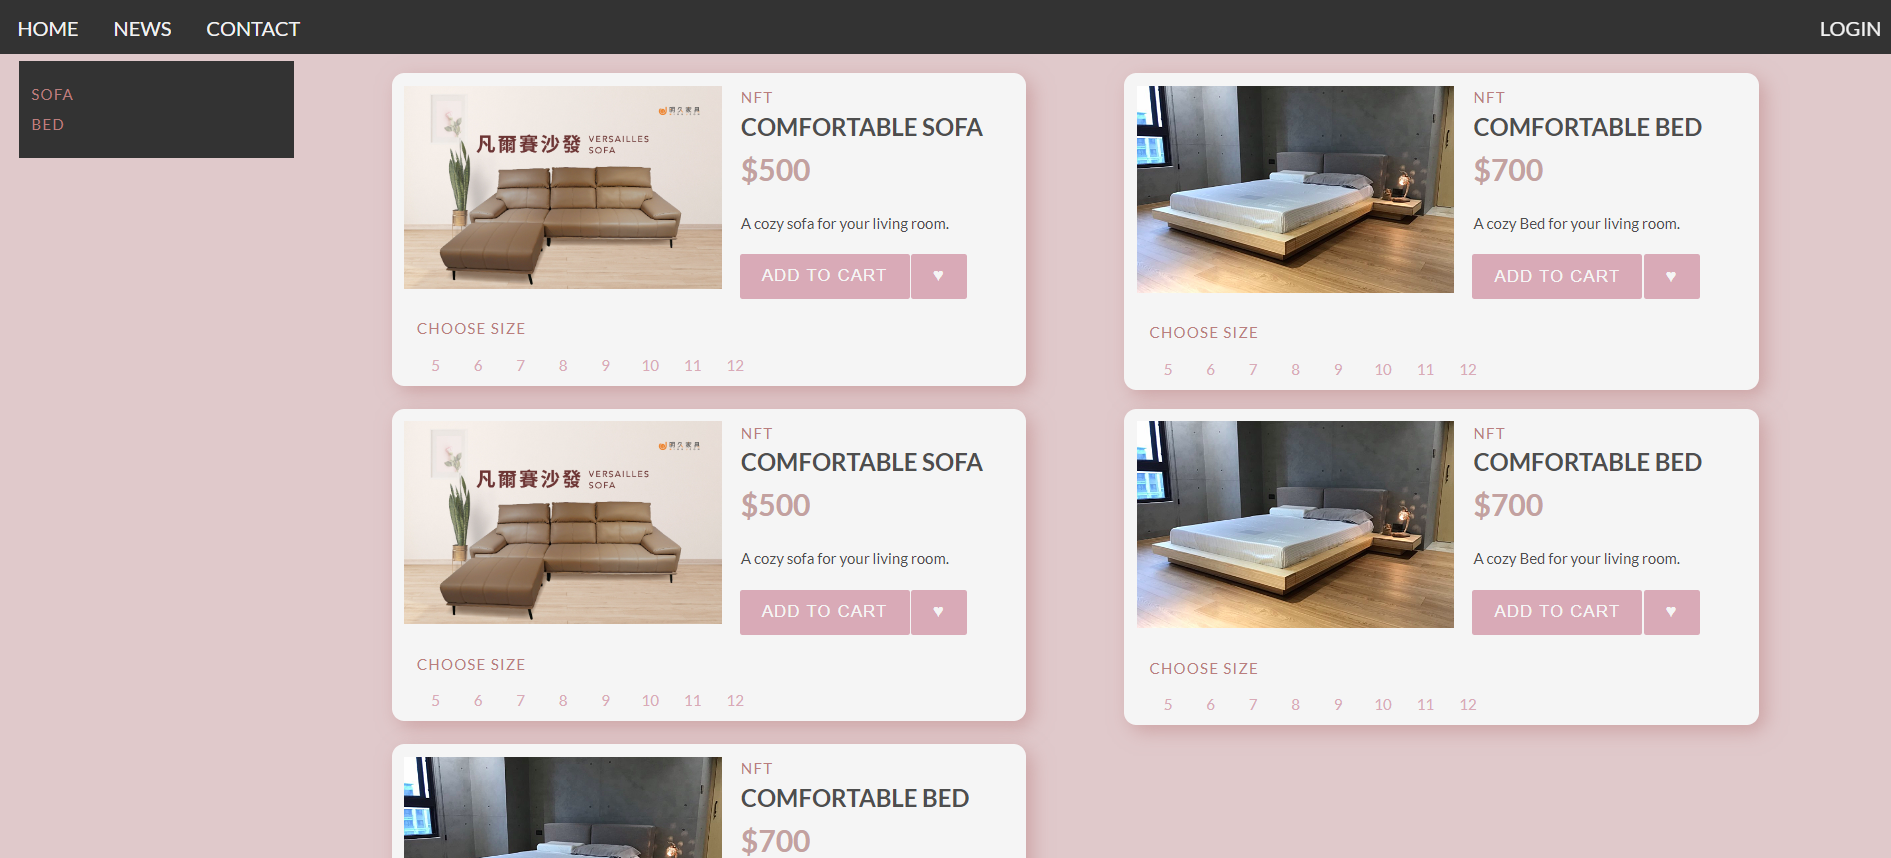 HOME NEWS CONTACT LOGIN
SOFA
BED
凡爾賽沙發 VERSAILLES SOFA
NFT
COMFORTABLE SOFA
$500
A cozy sofa for your living room.
ADD TO CART ♥
CHOOSE SIZE
5 6 7 8 9 10 11 12
NFT
COMFORTABLE BED
$700
A cozy Bed for your living room.
ADD TO CART ♥
CHOOSE SIZE
5 6 7 8 9 10 11 12
凡爾賽沙發 VERSAILLES SOFA
NFT
COMFORTABLE SOFA
$500
A cozy sofa for your living room.
ADD TO CART ♥
CHOOSE SIZE
5 6 7 8 9 10 11 12
NFT
COMFORTABLE BED
$700
A cozy Bed for your living room.
ADD TO CART ♥
CHOOSE SIZE
5 6 7 8 9 10 11 12
NFT
COMFORTABLE BED
$700